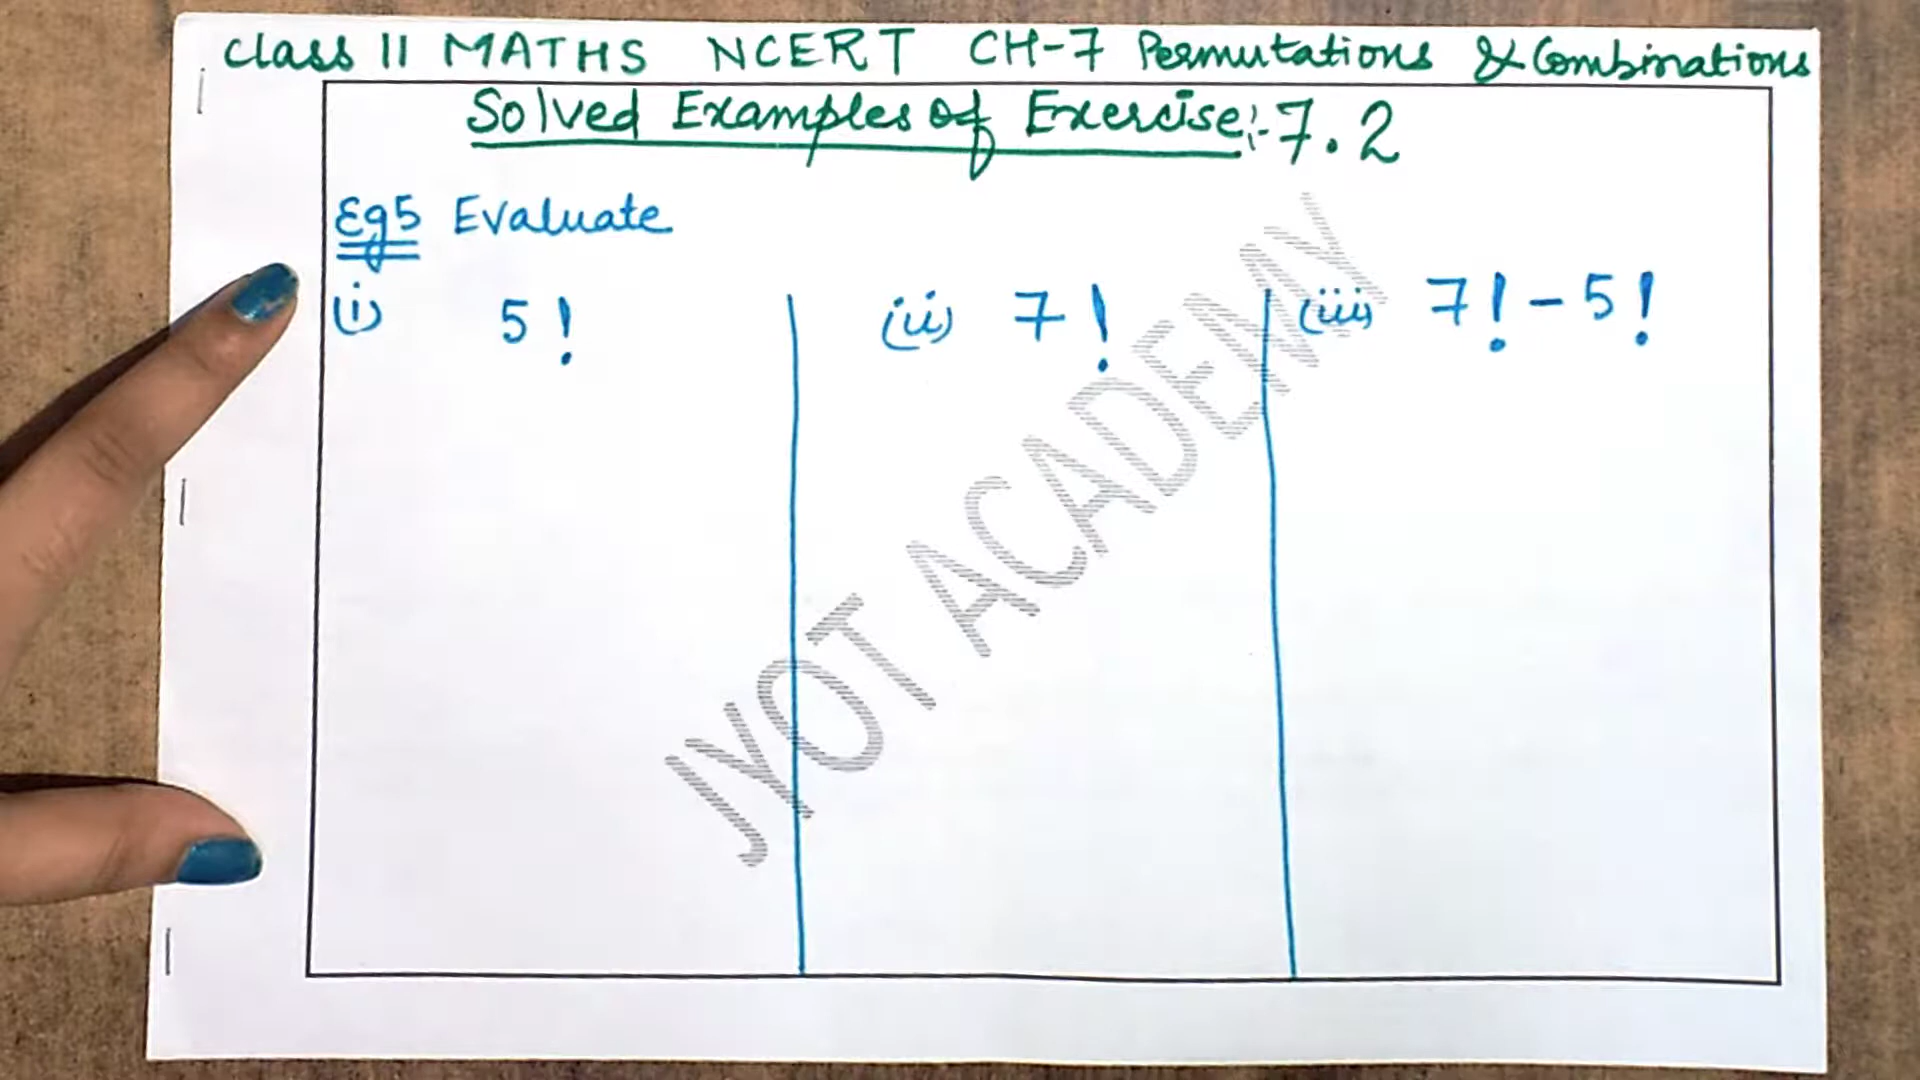 Class 11 MATHS NCERT CH-7 Permutations & Combinations
Solved Examples of Exercise:-7.2
Eg5 Evaluate
(i) 5! (ii) 7! (iii) 7! - 5!
JYOT ACADEMY